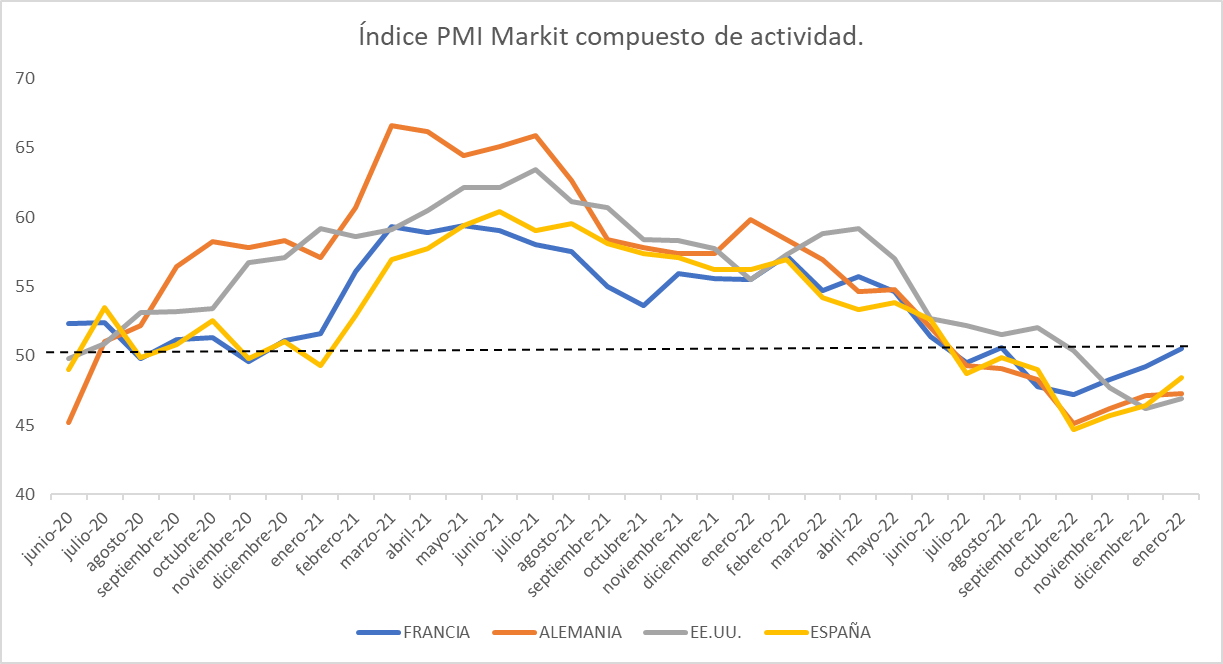 Índice PMI Markit compuesto de actividad.
70
65
60
55
50
45
40
junio-20
julio-20
agosto-20
septiembre-20
octubre-20
noviembre-20
diciembre-20
enero-21
febrero-21
marzo-21
abril-21
mayo-21
junio-21
julio-21
agosto-21
septiembre-21
octubre-21
noviembre-21
diciembre-21
enero-22
febrero-22
marzo-22
abril-22
mayo-22
junio-22
julio-22
agosto-22
septiembre-22
octubre-22
noviembre-22
diciembre-22
enero-22
FRANCIA ALEMANIA EE.UU. ESPAÑA